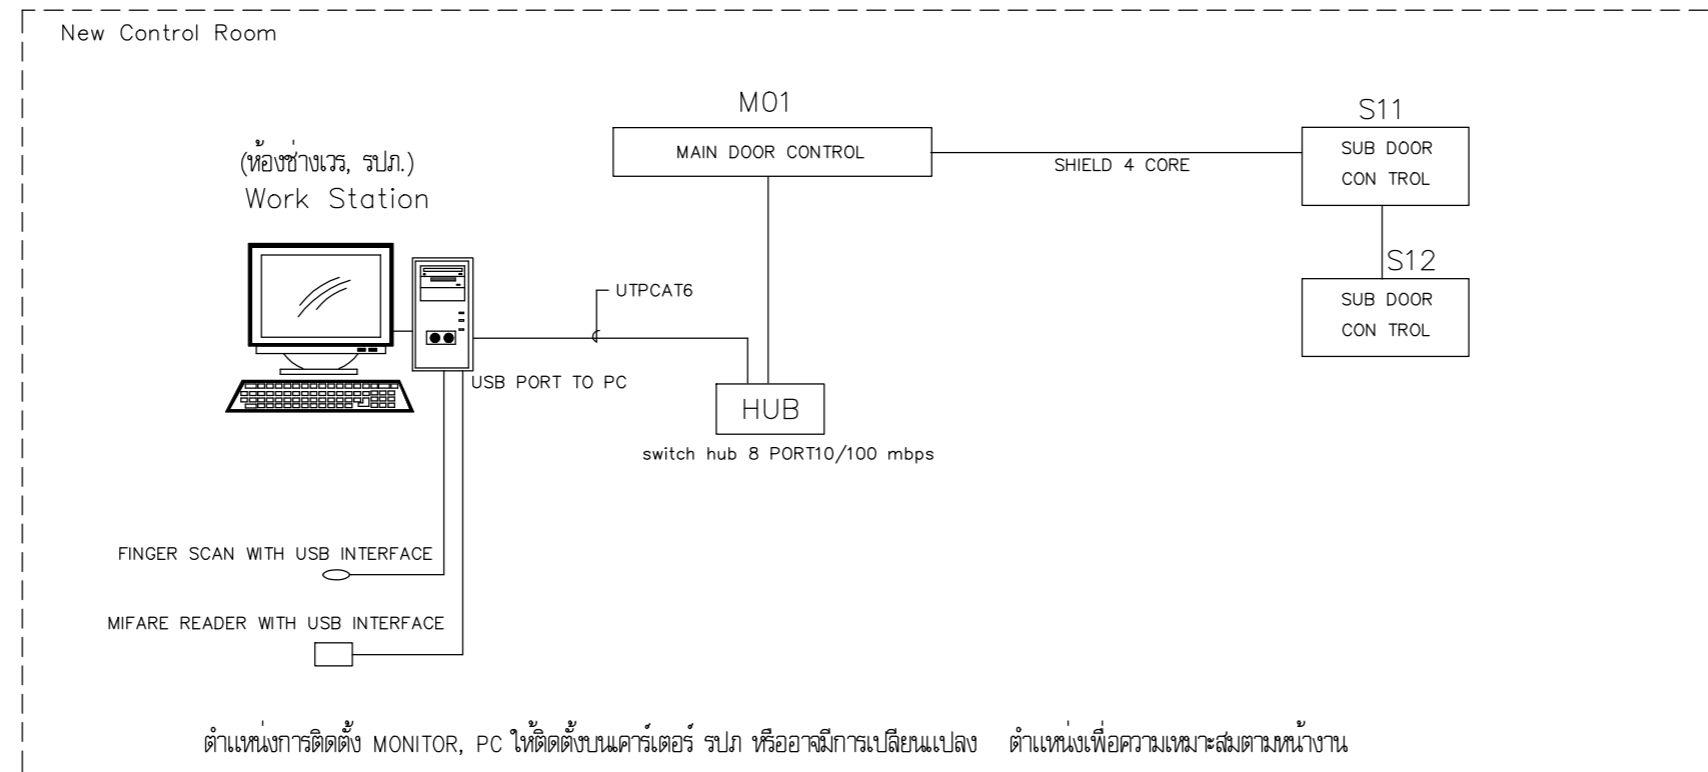 New Control Room
M01
MAIN DOOR CONTROL
SHIELD 4 CORE
S11
SUB DOOR
CON TROL
S12
SUB DOOR
CON TROL
(ห้องช่างเวร, รปภ.)
Work Station
UTPCAT6
USB PORT TO PC
HUB
switch hub 8 PORT10/100 mbps
FINGER SCAN WITH USB INTERFACE
MIFARE READER WITH USB INTERFACE
ตำแหน่งการติดตั้ง MONITOR, PC ให้ติดตั้งบนเคาร์เตอร์ รปภ หรืออาจมีการเปลี่ยนแปลง ตำแหน่งเพื่อความเหมาะสมตามหน้างาน